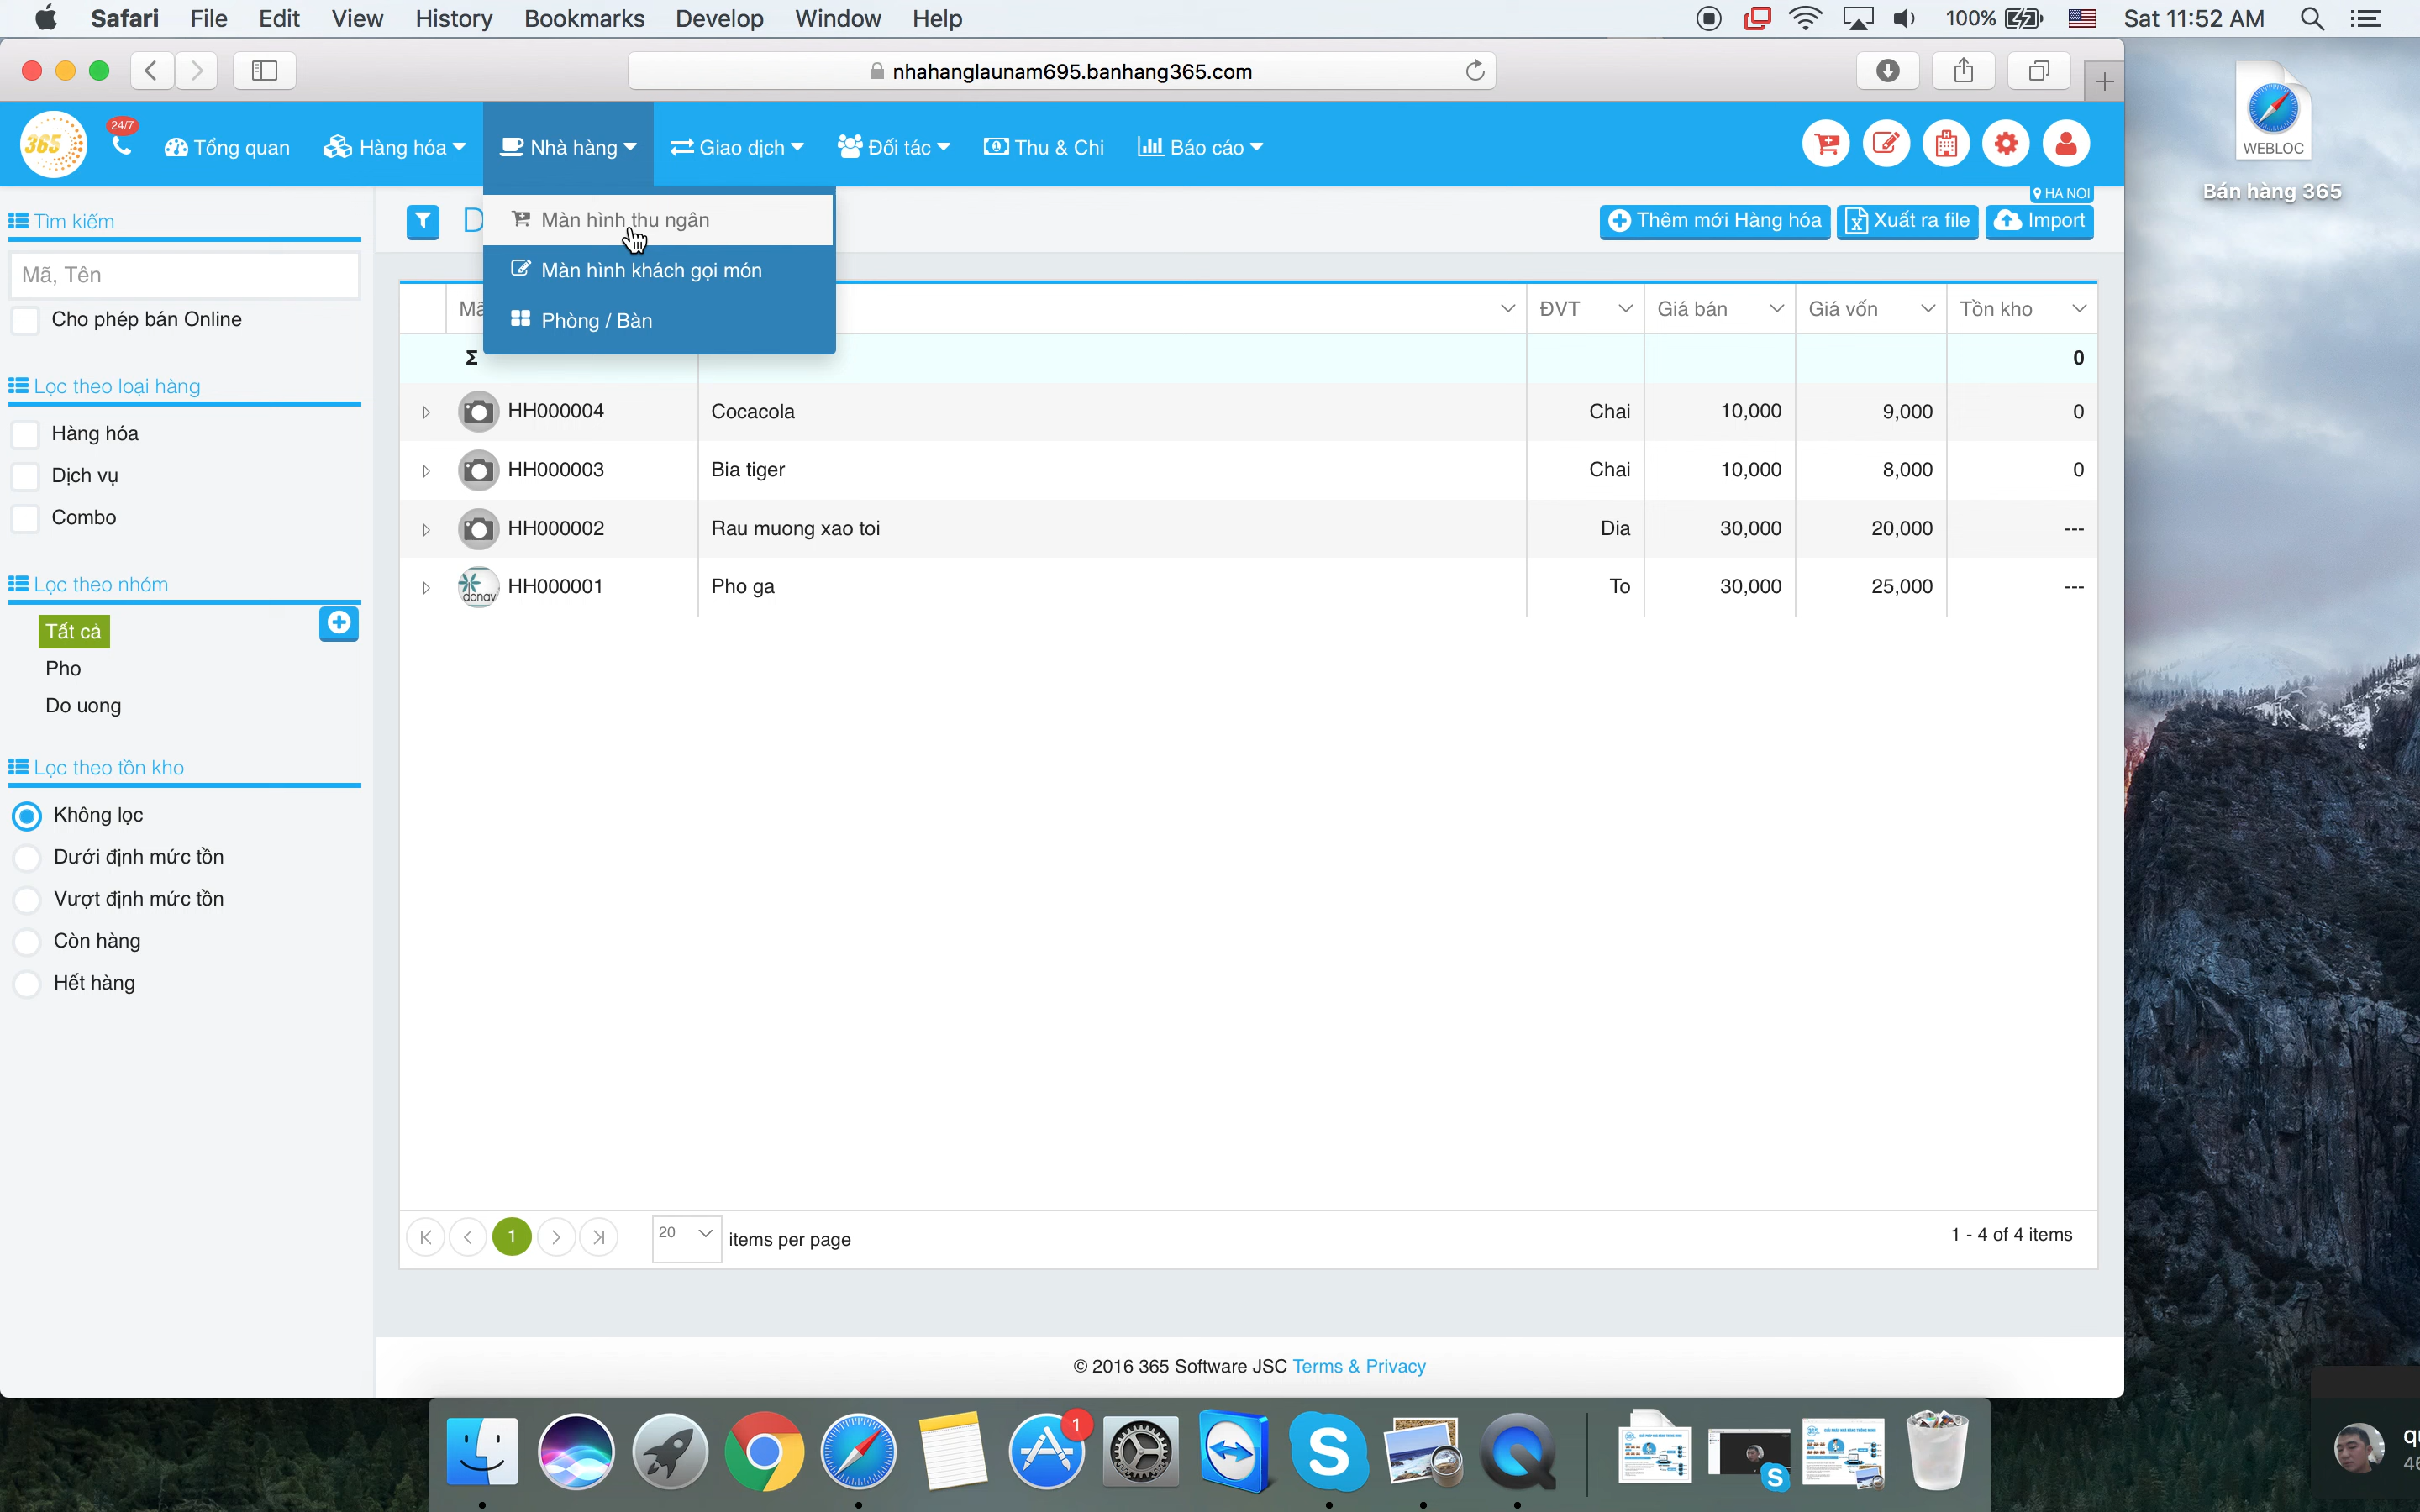 Safari File Edit View History Bookmarks Develop Window Help 100% Sat 11:52 AM
nhahanglaunam695.banhang365.com
365 24/7 Tổng quan Hàng hóa Nhà hàng Giao dịch Đối tác Thu & Chi Báo cáo
HA NOI
WEBLOC
Bán hàng 365
Màn hình thu ngân
Màn hình khách gọi món
Phòng / Bàn
D
Thêm mới Hàng hóa Xuất ra file Import
Tìm kiếm
Mã, Tên
Cho phép bán Online
Lọc theo loại hàng
Hàng hóa
Dịch vụ
Combo
Lọc theo nhóm
Tất cả
Pho
Do uong
Lọc theo tồn kho
Không lọc
Dưới định mức tồn
Vượt định mức tồn
Còn hàng
Hết hàng
Mã ĐVT Giá bán Giá vốn Tồn kho
Σ 0
HH000004 Cocacola Chai 10,000 9,000 0
HH000003 Bia tiger Chai 10,000 8,000 0
HH000002 Rau muong xao toi Dia 30,000 20,000 ---
donavi HH000001 Pho ga To 30,000 25,000 ---
1 20 items per page 1 - 4 of 4 items
© 2016 365 Software JSC Terms & Privacy
1